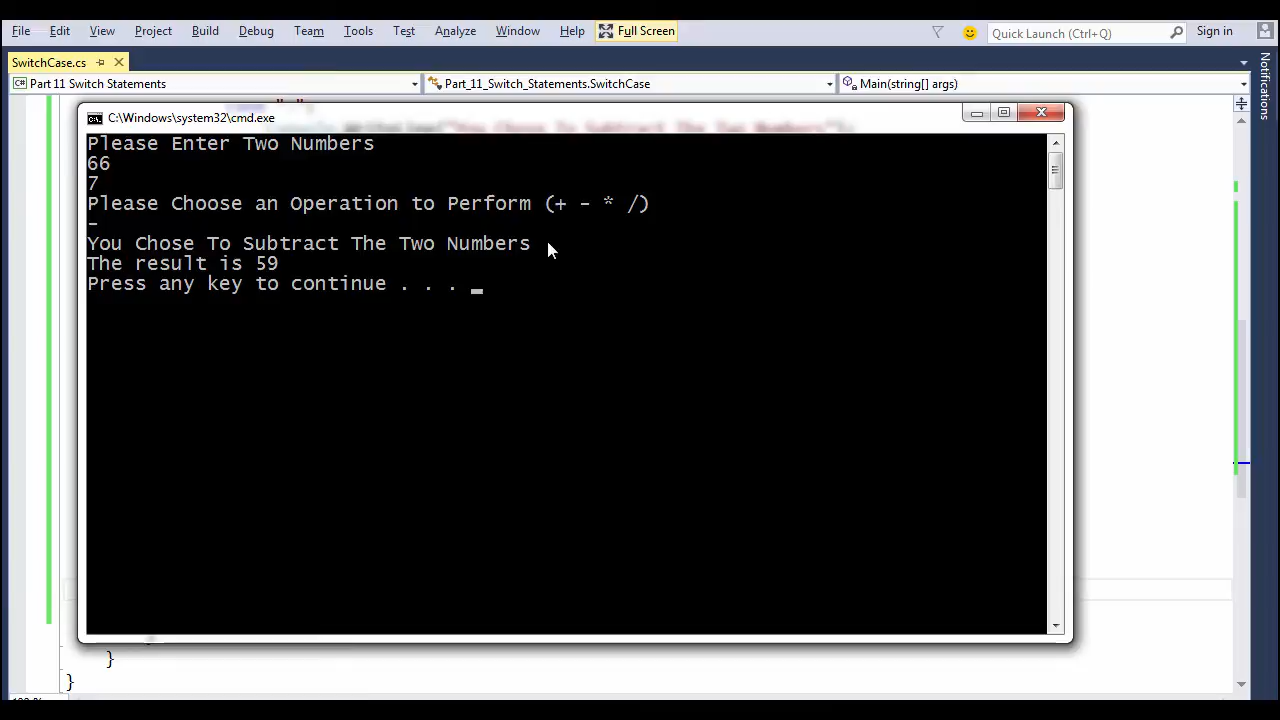 File Edit View Project Build Debug Team Tools Test Analyze Window Help Full Screen Quick Launch (Ctrl+Q) Sign in
SwitchCase.cs
C# Part 11 Switch Statements Part_11_Switch_Statements.SwitchCase Main(string[] args)
Notifications
C:\Windows\system32\cmd.exe
Please Enter Two Numbers
66
7
Please Choose an Operation to Perform (+ - * /)
-
You Chose To Subtract The Two Numbers
The result is 59
Press any key to continue . . . _
}
}